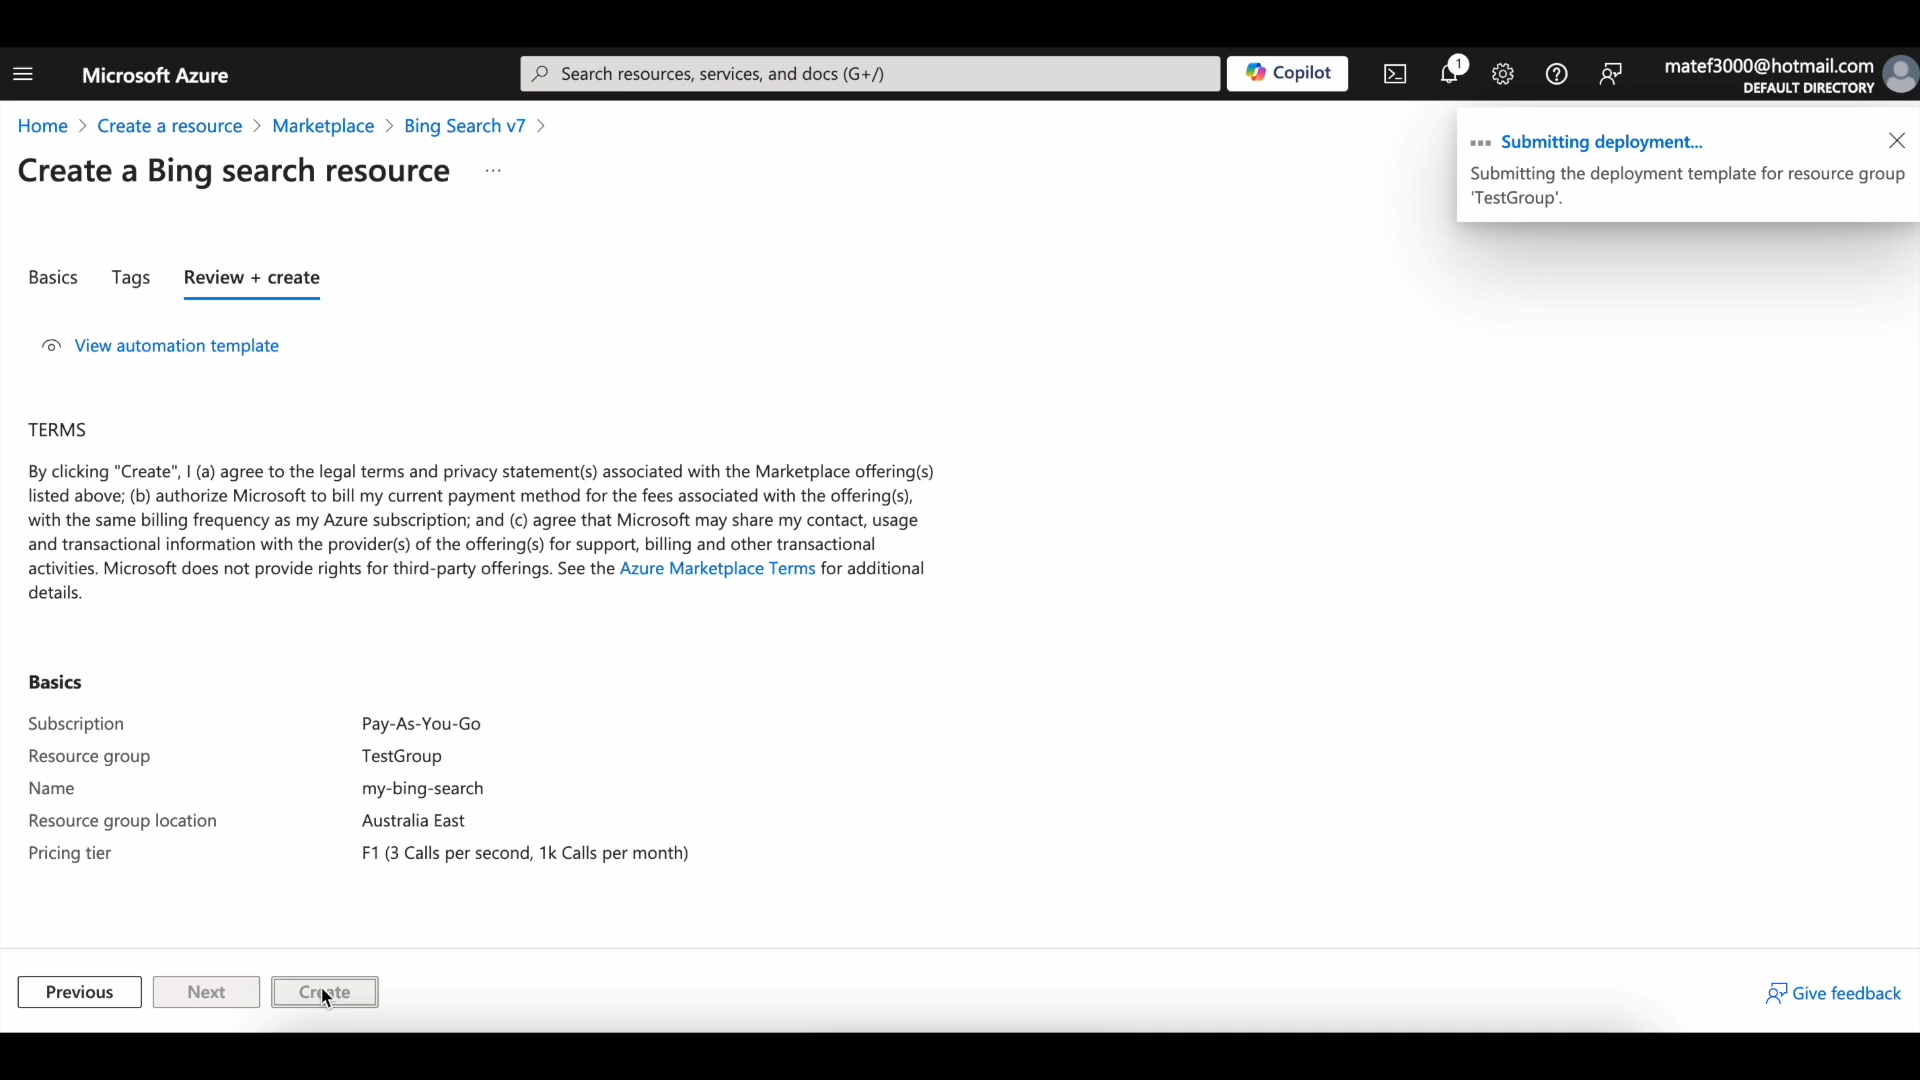 Microsoft Azure
Search resources, services, and docs (G+/)
Copilot
1
matef3000@hotmail.com
DEFAULT DIRECTORY
Home > Create a resource > Marketplace > Bing Search v7 >
Create a Bing search resource ...
Submitting deployment...
Submitting the deployment template for resource group
'TestGroup'.
Basics Tags Review + create
View automation template
TERMS
By clicking "Create", I (a) agree to the legal terms and privacy statement(s) associated with the Marketplace offering(s)
listed above; (b) authorize Microsoft to bill my current payment method for the fees associated with the offering(s),
with the same billing frequency as my Azure subscription; and (c) agree that Microsoft may share my contact, usage
and transactional information with the provider(s) of the offering(s) for support, billing and other transactional
activities. Microsoft does not provide rights for third-party offerings. See the Azure Marketplace Terms for additional
details.
Basics
Subscription Pay-As-You-Go
Resource group TestGroup
Name my-bing-search
Resource group location Australia East
Pricing tier F1 (3 Calls per second, 1k Calls per month)
Previous Next Create
Give feedback